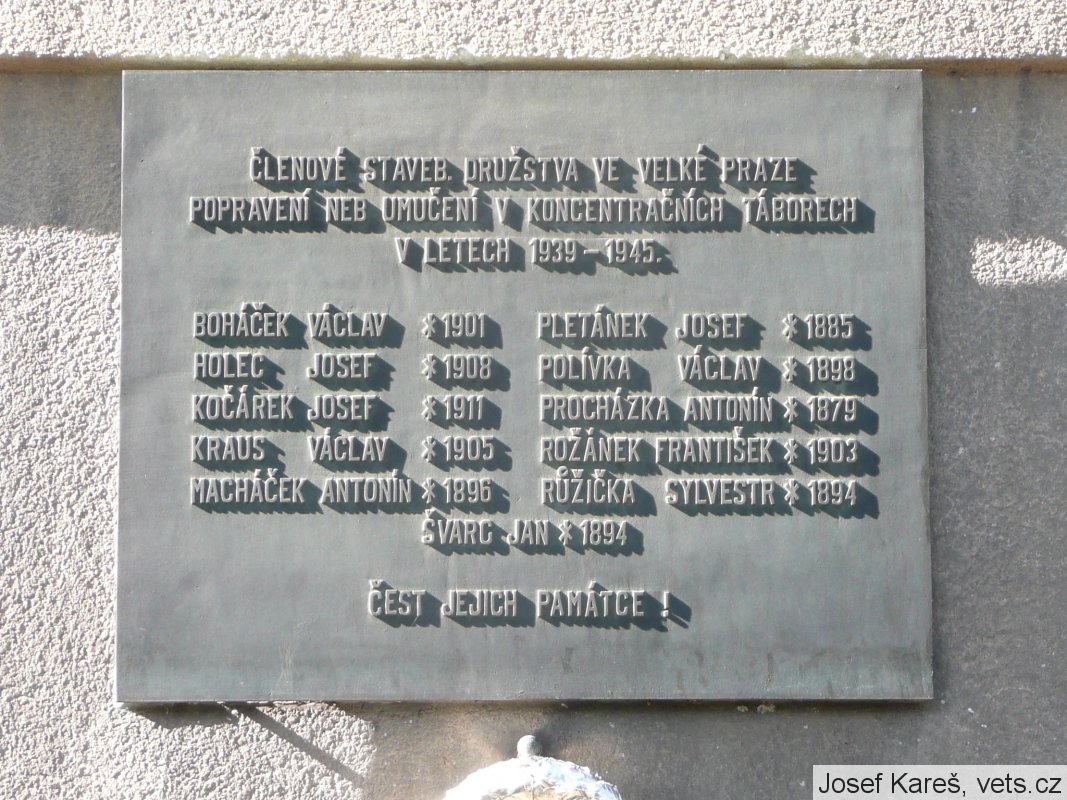 ČLENOVÉ STAVEB. DRUŽSTVA VE VELKÉ PRAZE
POPRAVENÍ NEB UMUČENÍ V KONCENTRAČNÍCH TÁBORECH
V LETECH 1939 – 1945.
BOHÁČEK VÁCLAV * 1901
HOLEC JOSEF * 1908
KOČÁREK JOSEF * 1911
KRAUS VÁCLAV * 1905
MACHÁČEK ANTONÍN * 1896
PLETÁNEK JOSEF * 1885
POLÍVKA VÁCLAV * 1898
PROCHÁZKA ANTONÍN * 1879
ROŽÁNEK FRANTIŠEK * 1903
RŮŽIČKA SYLVESTR * 1894
ŠVARC JAN * 1894
ČEST JEJICH PAMÁTCE !
Josef Kareš, vets.cz